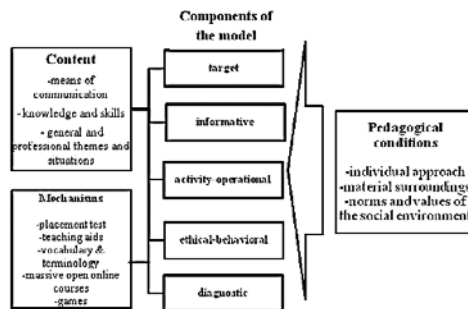 Components of
the model
Content
-means of
communication
-knowledge and skills
- general and
professional themes and
situations
Mechanisms
-placement test
-teaching aids
-vocabulary &
terminology
-massive open online
courses
-games
target
informative
activity-operational
ethical-behavioral
diagnostic
Pedagogical
conditions
-individual approach
-material surroundings
-norms and values of
the social environment